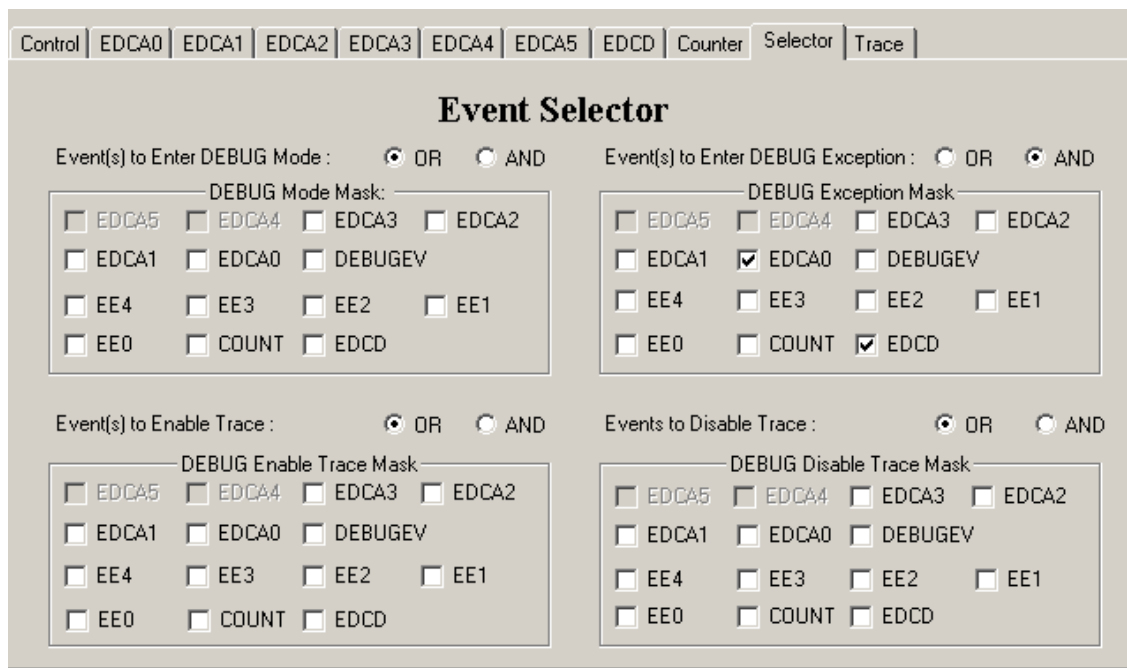 Control EDCA0 EDCA1 EDCA2 EDCA3 EDCA4 EDCA5 EDCD Counter Selector Trace
Event Selector
Event(s) to Enter DEBUG Mode : OR AND
DEBUG Mode Mask:
EDCA5 EDCA4 EDCA3 EDCA2
EDCA1 EDCA0 DEBUGEV
EE4 EE3 EE2 EE1
EE0 COUNT EDCD
Event(s) to Enter DEBUG Exception : OR AND
DEBUG Exception Mask
EDCA5 EDCA4 EDCA3 EDCA2
EDCA1 EDCA0 DEBUGEV
EE4 EE3 EE2 EE1
EE0 COUNT EDCD
Event(s) to Enable Trace : OR AND
DEBUG Enable Trace Mask
EDCA5 EDCA4 EDCA3 EDCA2
EDCA1 EDCA0 DEBUGEV
EE4 EE3 EE2 EE1
EE0 COUNT EDCD
Events to Disable Trace : OR AND
DEBUG Disable Trace Mask
EDCA5 EDCA4 EDCA3 EDCA2
EDCA1 EDCA0 DEBUGEV
EE4 EE3 EE2 EE1
EE0 COUNT EDCD